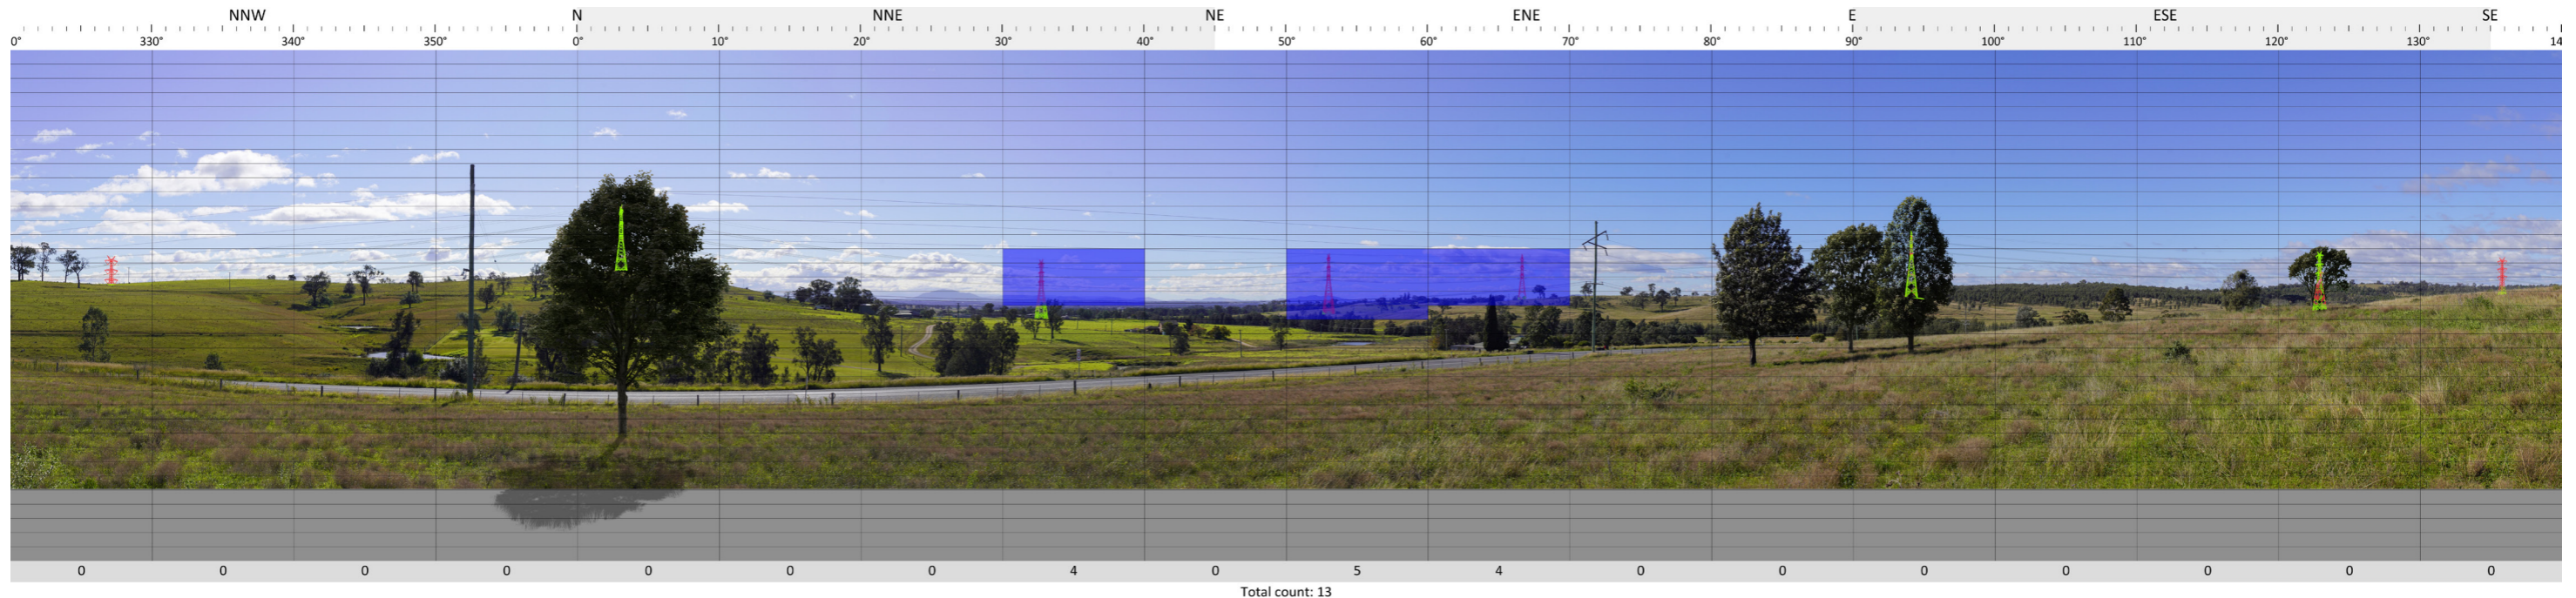 NNW N NNE NE ENE E ESE SE
0° 330° 340° 350° 0° 10° 20° 30° 40° 50° 60° 70° 80° 90° 100° 110° 120° 130° 14
0 0 0 0 0 0 0 4 0 5 4 0 0 0 0 0 0 0
Total count: 13